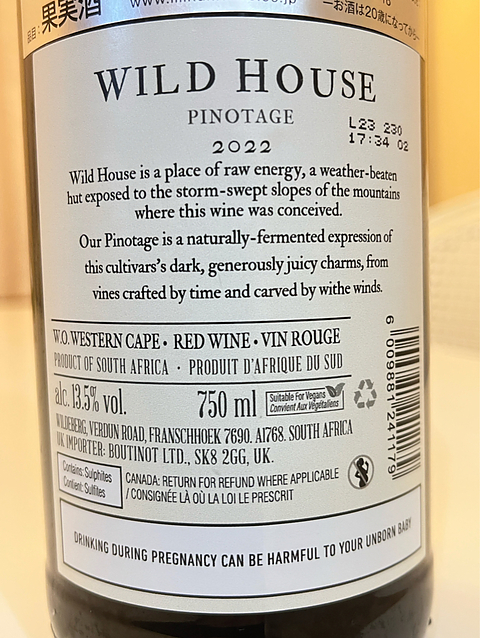 品目：果実酒
—お酒は20歳になってから—
WILD HOUSE
PINOTAGE
2022
L23 230
17:34 02
Wild House is a place of raw energy, a weather-beaten
hut exposed to the storm-swept slopes of the mountains
where this wine was conceived.
Our Pinotage is a naturally-fermented expression of
this cultivars's dark, generously juicy charms, from
vines crafted by time and carved by withe winds.
W.O. WESTERN CAPE • RED WINE • VIN ROUGE
PRODUCT OF SOUTH AFRICA · PRODUIT D'AFRIQUE DU SUD
alc. 13.5% vol.
750 ml
Suitable For Vegans
Convient Aux Végétaliens
WILDEBERG, VERDUN ROAD, FRANSCHHOEK 7690. A1768. SOUTH AFRICA
UK IMPORTER: BOUTINOT LTD., SK8 2GG, UK.
Contains: Sulphites
Contient: Sulfites
CANADA: RETURN FOR REFUND WHERE APPLICABLE
/ CONSIGNÉE LÀ OÙ LA LOI LE PRESCRIT
6 009881 241179
DRINKING DURING PREGNANCY CAN BE HARMFUL TO YOUR UNBORN BABY